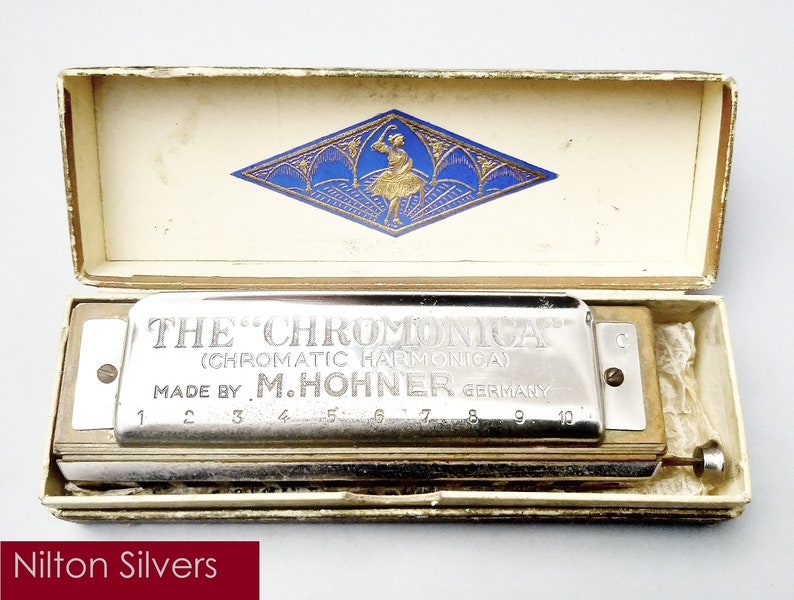 THE "CHROMONICA"
(CHROMATIC HARMONICA)
C
MADE BY M. HOHNER GERMANY
1 2 3 4 5 6 7 8 9 10
Nilton Silvers